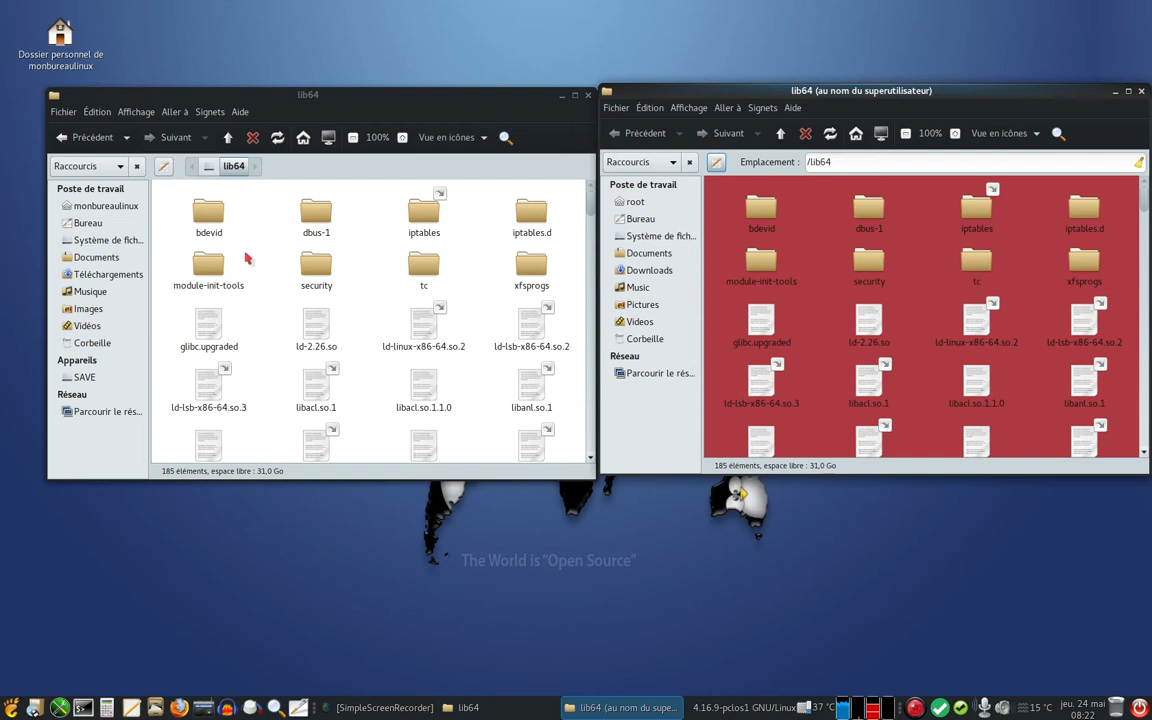 Dossier personnel de
monbureaulinux
lib64
Fichier Édition Affichage Aller à Signets Aide
Précédent Suivant 100% Vue en icônes
Raccourcis lib64
Poste de travail
monbureaulinux
Bureau
Système de fich...
Documents
Téléchargements
Musique
Images
Vidéos
Corbeille
Appareils
SAVE
Réseau
Parcourir le rés...
bdevid dbus-1 iptables iptables.d
module-init-tools security tc xfsprogs
glibc.upgraded ld-2.26.so ld-linux-x86-64.so.2 ld-lsb-x86-64.so.2
ld-lsb-x86-64.so.3 libacl.so.1 libacl.so.1.1.0 libanl.so.1
185 éléments, espace libre : 31,0 Go
lib64 (au nom du superutilisateur)
Fichier Édition Affichage Aller à Signets Aide
Précédent Suivant 100% Vue en icônes
Raccourcis Emplacement : /lib64
Poste de travail
root
Bureau
Système de fich...
Documents
Downloads
Music
Pictures
Videos
Corbeille
Réseau
Parcourir le rés...
bdevid dbus-1 iptables iptables.d
module-init-tools security tc xfsprogs
glibc.upgraded ld-2.26.so ld-linux-x86-64.so.2 ld-lsb-x86-64.so.2
ld-lsb-x86-64.so.3 libacl.so.1 libacl.so.1.1.0 libanl.so.1
185 éléments, espace libre : 31,0 Go
The World is "Open Source"
[SimpleScreenRecorder] lib64 lib64 (au nom du supe... 4.16.9-pclos1 GNU/Linux 37 °C 15 °C jeu. 24 mai
08:22